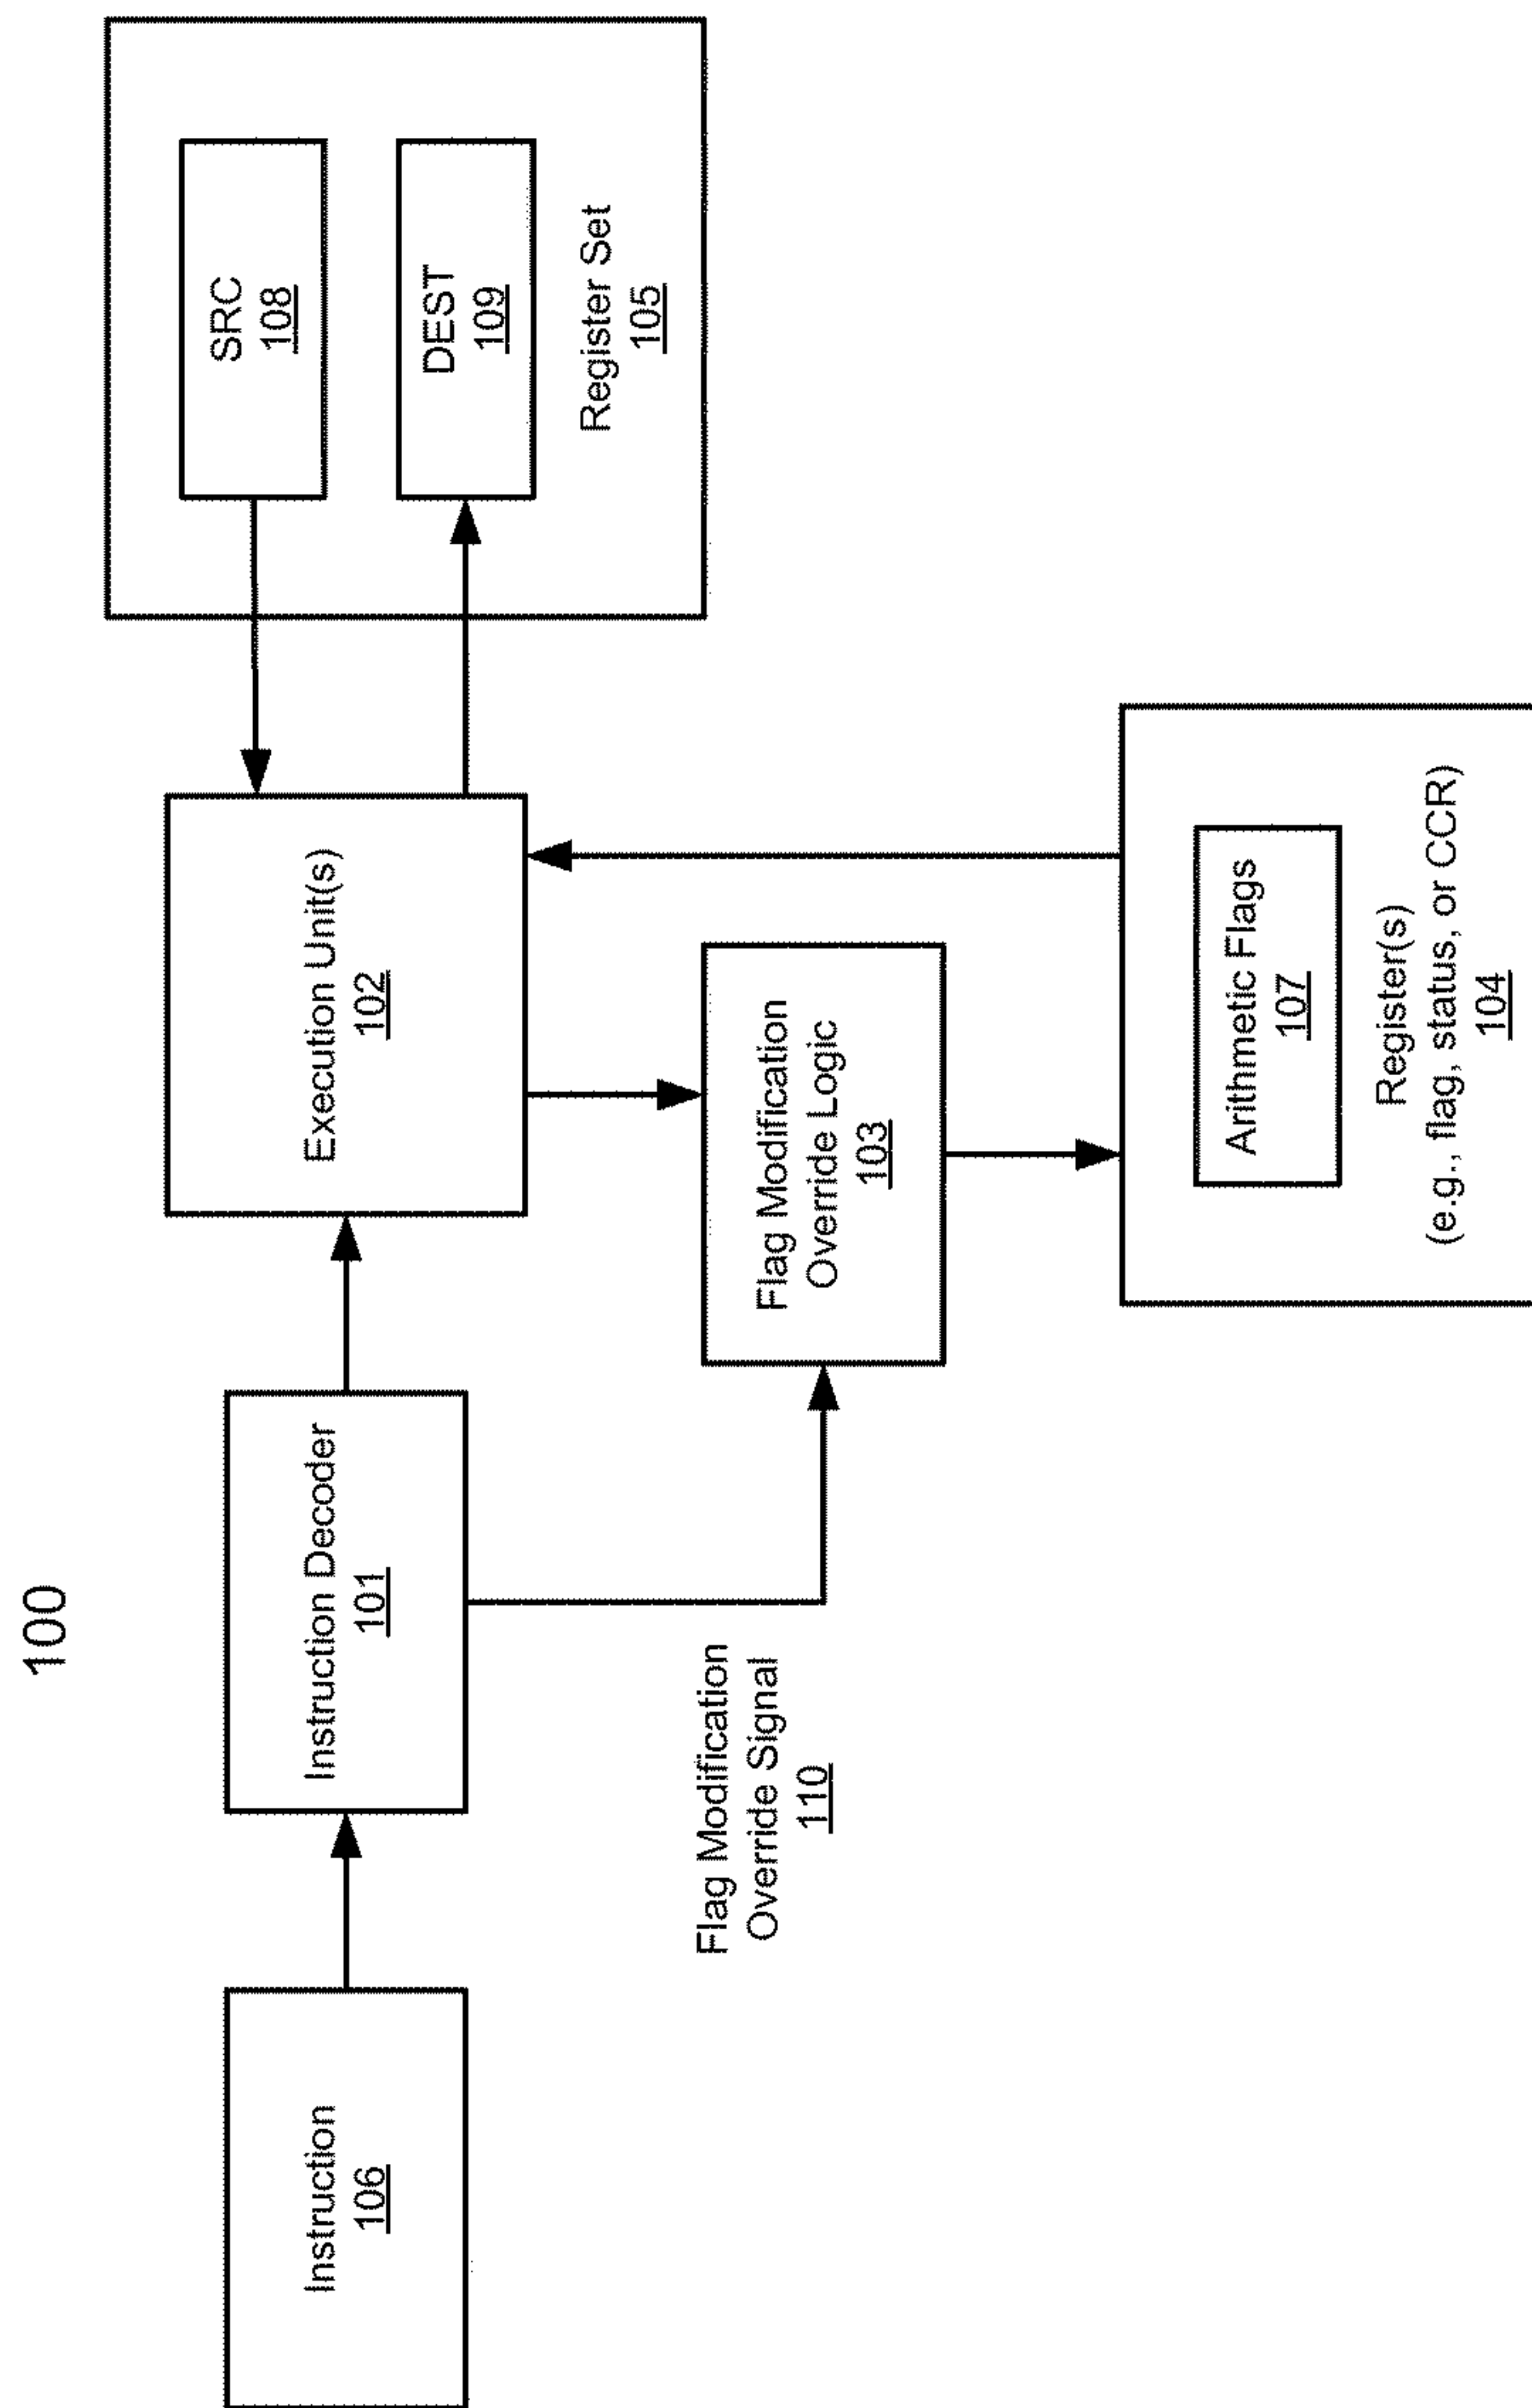 100
Instruction
106
Instruction Decoder
101
Flag Modification
Override Signal
110
Execution Unit(s)
102
Flag Modification
Override Logic
103
SRC
108
DEST
109
Register Set
105
Arithmetic Flags
107
Register(s)
(e.g., flag, status, or CCR)
104